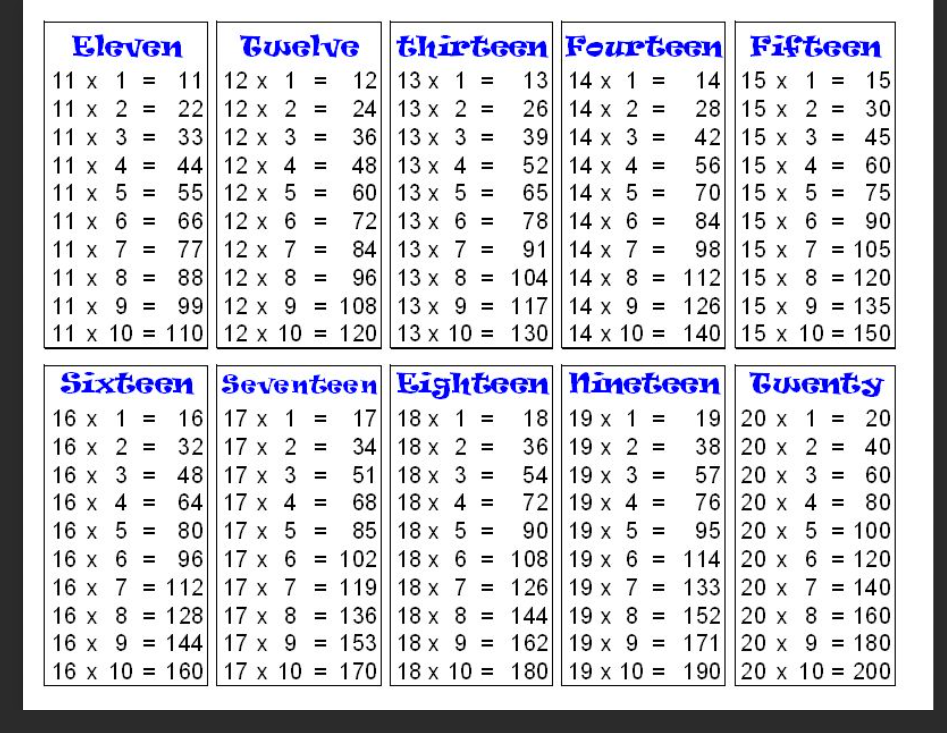 Eleven
11 x 1 = 11
11 x 2 = 22
11 x 3 = 33
11 x 4 = 44
11 x 5 = 55
11 x 6 = 66
11 x 7 = 77
11 x 8 = 88
11 x 9 = 99
11 x 10 = 110
Twelve
12 x 1 = 12
12 x 2 = 24
12 x 3 = 36
12 x 4 = 48
12 x 5 = 60
12 x 6 = 72
12 x 7 = 84
12 x 8 = 96
12 x 9 = 108
12 x 10 = 120
thirteen
13 x 1 = 13
13 x 2 = 26
13 x 3 = 39
13 x 4 = 52
13 x 5 = 65
13 x 6 = 78
13 x 7 = 91
13 x 8 = 104
13 x 9 = 117
13 x 10 = 130
Fourteen
14 x 1 = 14
14 x 2 = 28
14 x 3 = 42
14 x 4 = 56
14 x 5 = 70
14 x 6 = 84
14 x 7 = 98
14 x 8 = 112
14 x 9 = 126
14 x 10 = 140
Fifteen
15 x 1 = 15
15 x 2 = 30
15 x 3 = 45
15 x 4 = 60
15 x 5 = 75
15 x 6 = 90
15 x 7 = 105
15 x 8 = 120
15 x 9 = 135
15 x 10 = 150
Sixteen
16 x 1 = 16
16 x 2 = 32
16 x 3 = 48
16 x 4 = 64
16 x 5 = 80
16 x 6 = 96
16 x 7 = 112
16 x 8 = 128
16 x 9 = 144
16 x 10 = 160
Seventeen
17 x 1 = 17
17 x 2 = 34
17 x 3 = 51
17 x 4 = 68
17 x 5 = 85
17 x 6 = 102
17 x 7 = 119
17 x 8 = 136
17 x 9 = 153
17 x 10 = 170
Eighteen
18 x 1 = 18
18 x 2 = 36
18 x 3 = 54
18 x 4 = 72
18 x 5 = 90
18 x 6 = 108
18 x 7 = 126
18 x 8 = 144
18 x 9 = 162
18 x 10 = 180
Nineteen
19 x 1 = 19
19 x 2 = 38
19 x 3 = 57
19 x 4 = 76
19 x 5 = 95
19 x 6 = 114
19 x 7 = 133
19 x 8 = 152
19 x 9 = 171
19 x 10 = 190
Twenty
20 x 1 = 20
20 x 2 = 40
20 x 3 = 60
20 x 4 = 80
20 x 5 = 100
20 x 6 = 120
20 x 7 = 140
20 x 8 = 160
20 x 9 = 180
20 x 10 = 200